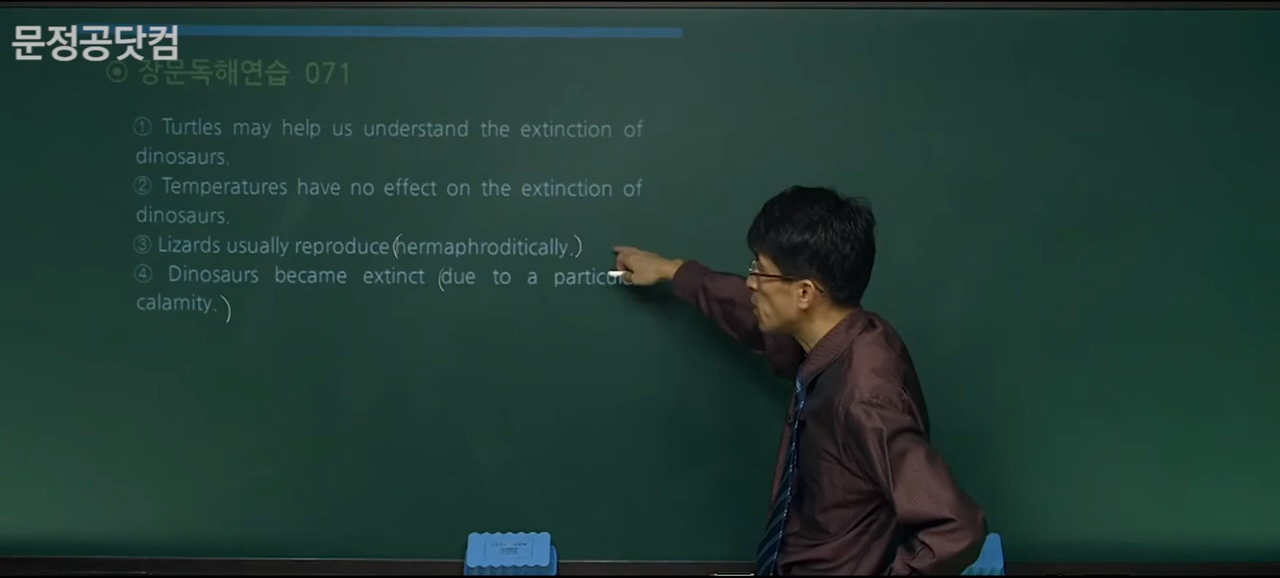 문정공닷컴
장문독해연습 071
① Turtles may help us understand the extinction of
dinosaurs.
② Temperatures have no effect on the extinction of
dinosaurs.
③ Lizards usually reproduce (hermaphroditically.)
④ Dinosaurs became extinct (due to a
calamity.)